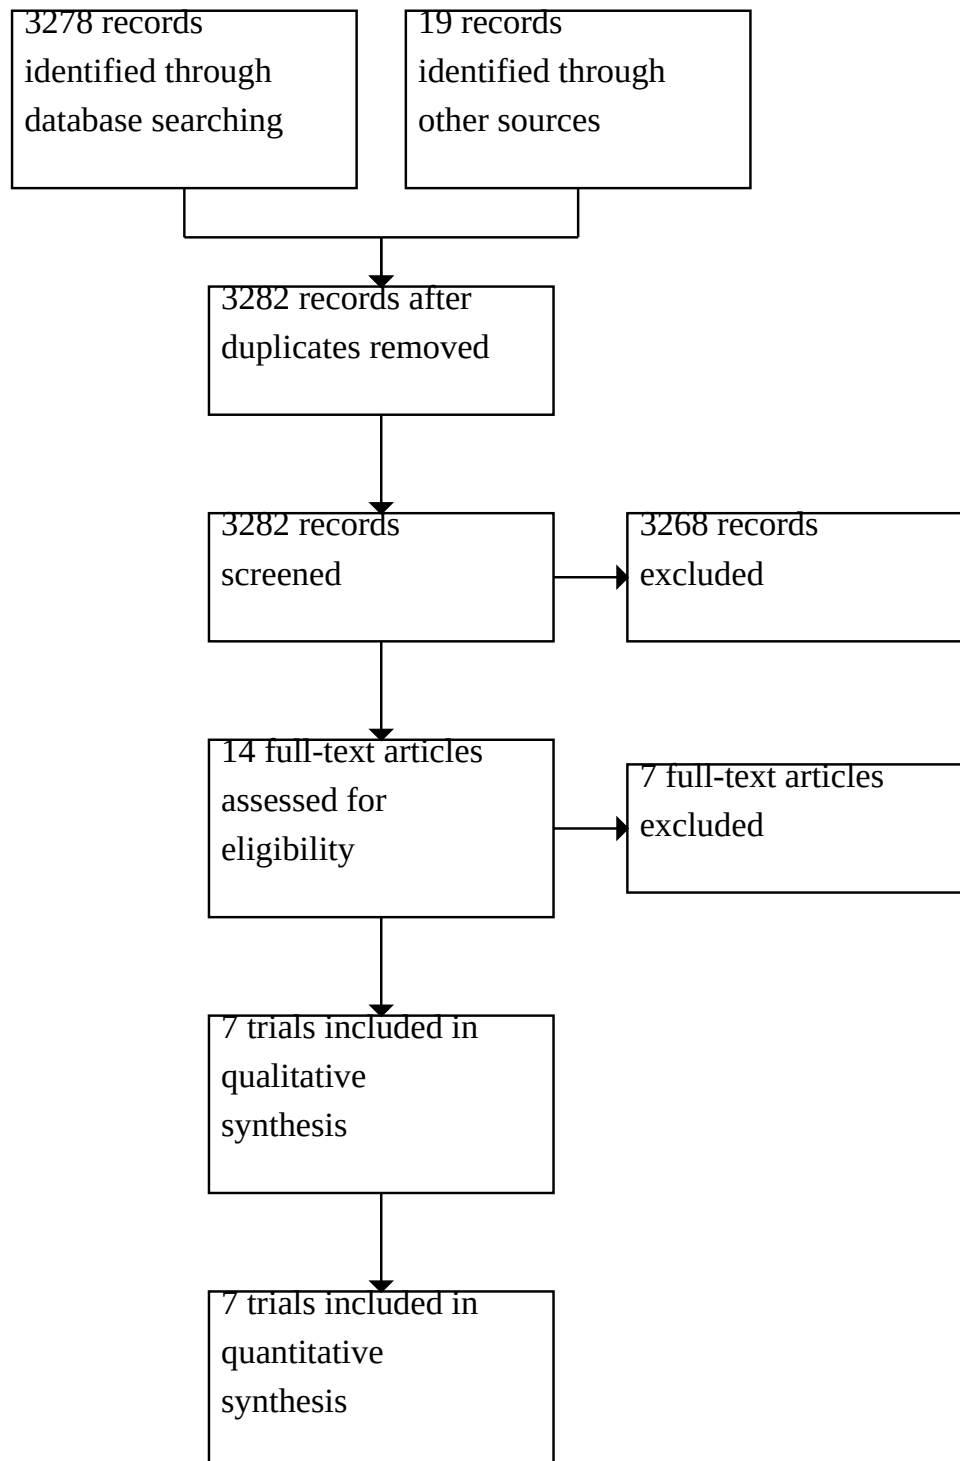 3278 records
identified through
database searching
19 records
identified through
other sources
3282 records after
duplicates removed
3282 records
screened
3268 records
excluded
14 full-text articles
assessed for
eligibility
7 full-text articles
excluded
7 trials included in
qualitative
synthesis
7 trials included in
quantitative
synthesis